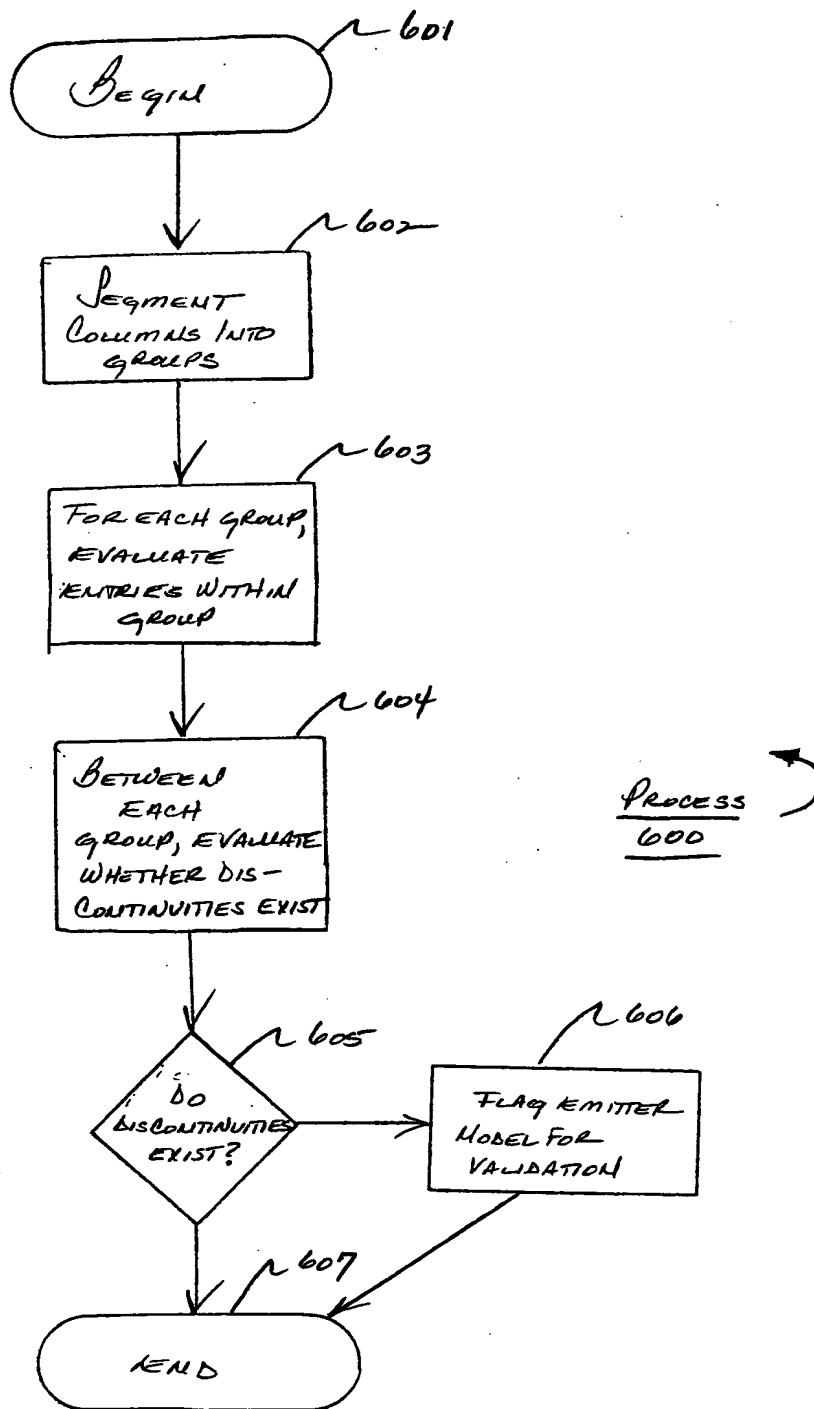 601
Begin
602
Segment
Columns Into
Groups
603
For Each Group,
Evaluate
Entries Within
Group
604
Between
Each
Group, Evaluate
Whether Dis-
continuities Exist
Process
600
605
Do
Discontinuities
Exist?
606
Flag Emitter
Model For
Validation
607
End